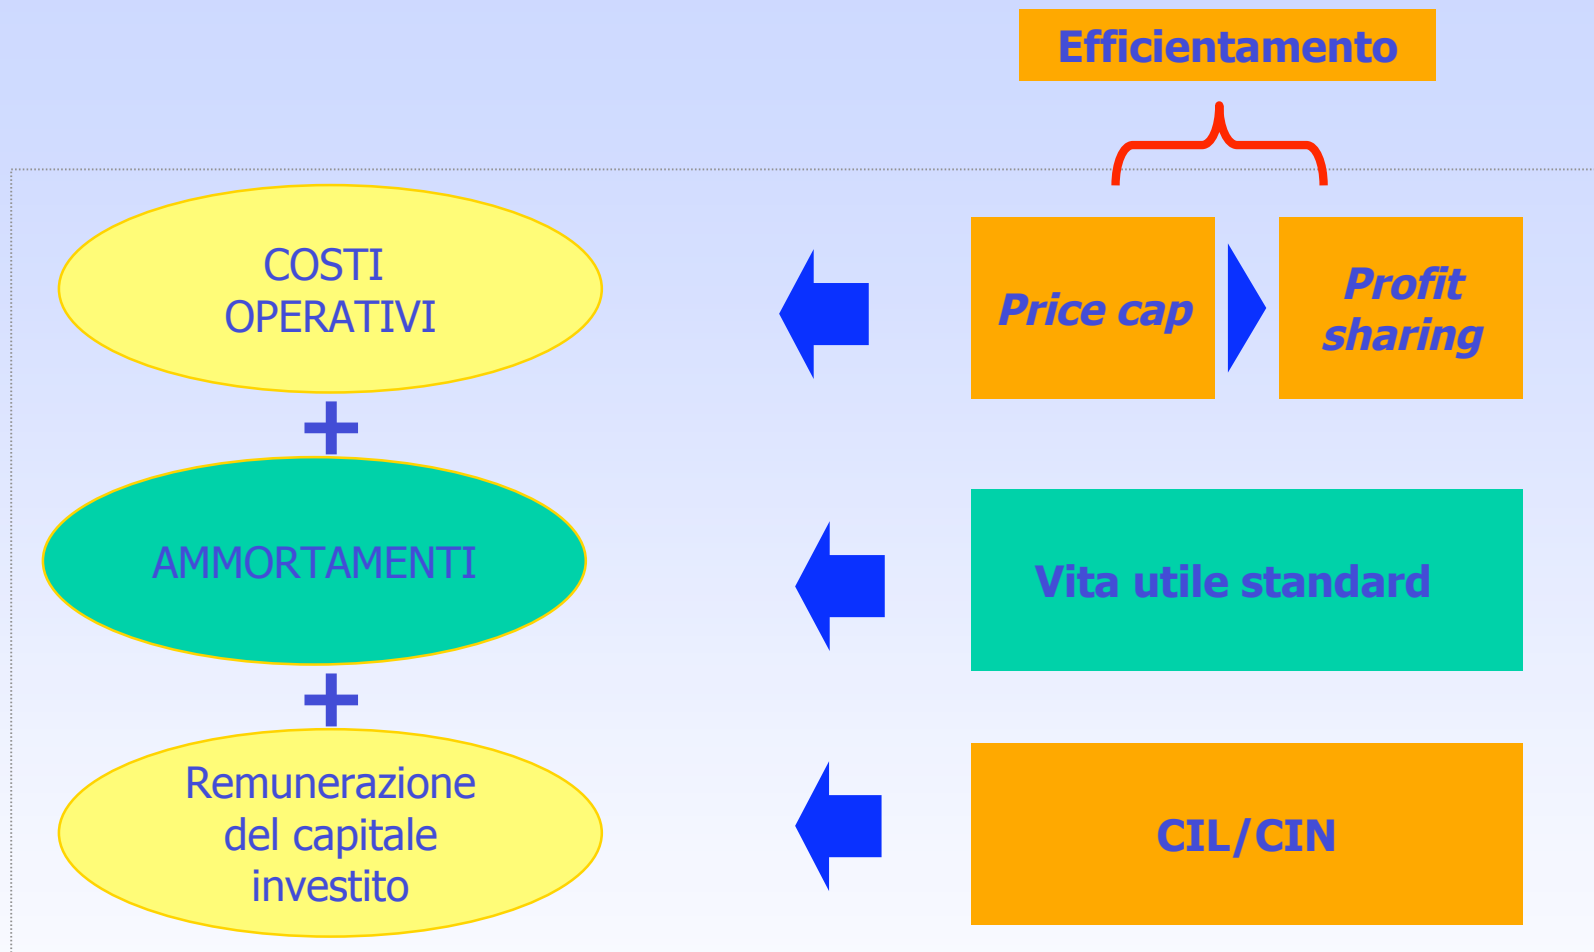 Efficientamento
COSTI
OPERATIVI
Price cap
Profit
sharing
+
AMMORTAMENTI
Vita utile standard
+
Remunerazione
del capitale
investito
CIL/CIN